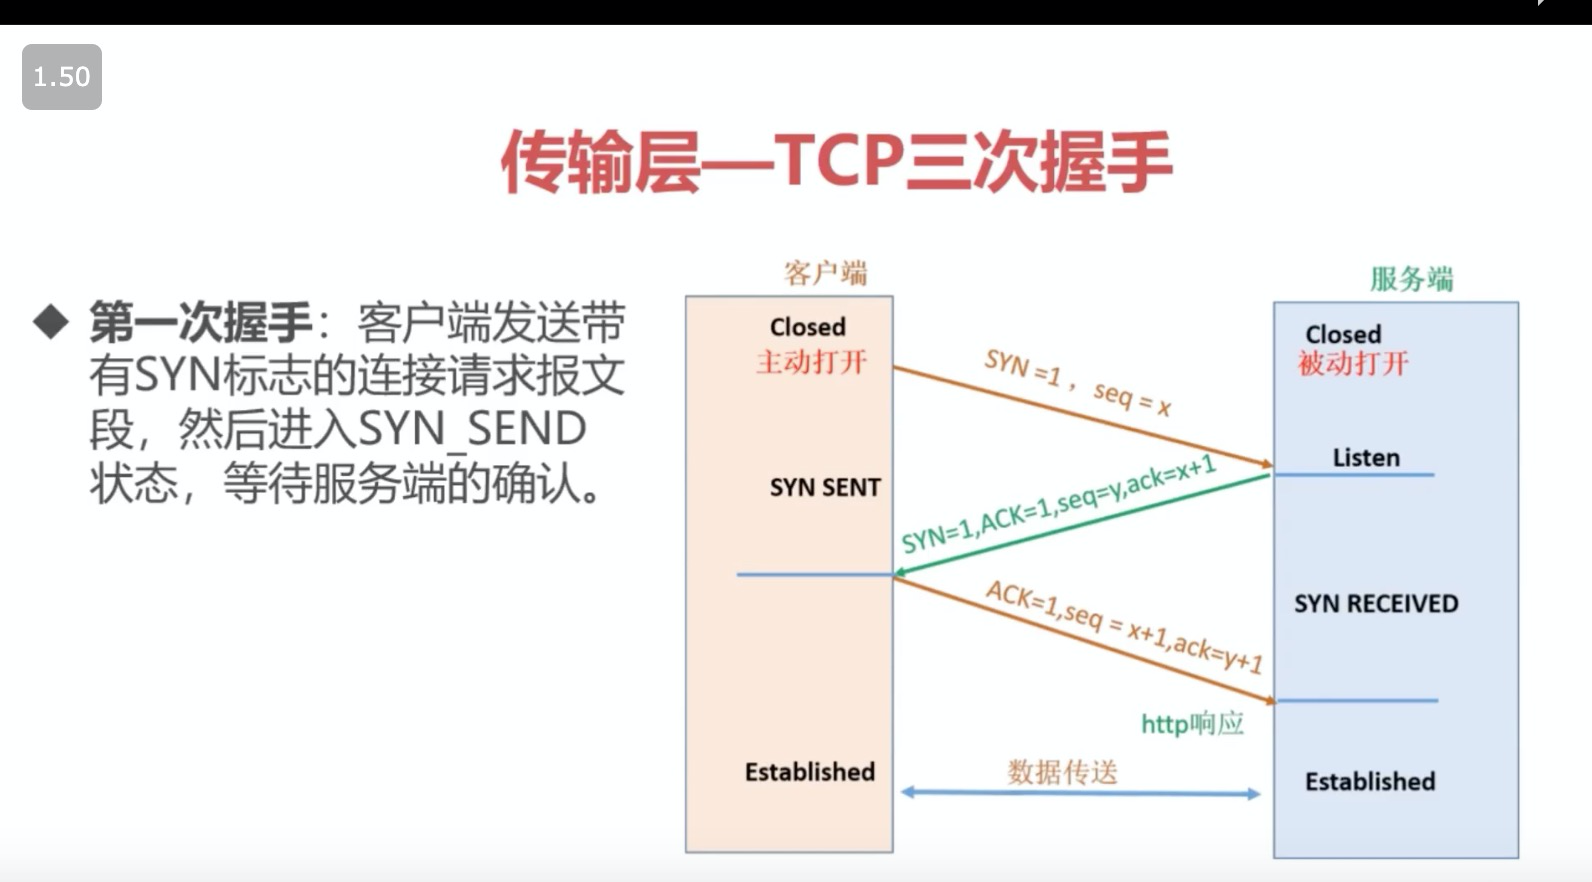 1.50
传输层—TCP三次握手
◆ 第一次握手：客户端发送带
有SYN标志的连接请求报文
段，然后进入SYN_SEND
状态，等待服务端的确认。
客户端
Closed
主动打开
SYN SENT
Established
SYN =1 ，seq = x
SYN=1,ACK=1,seq=y,ack=x+1
ACK=1,seq = x+1,ack=y+1
http响应
数据传送
服务端
Closed
被动打开
Listen
SYN RECEIVED
Established